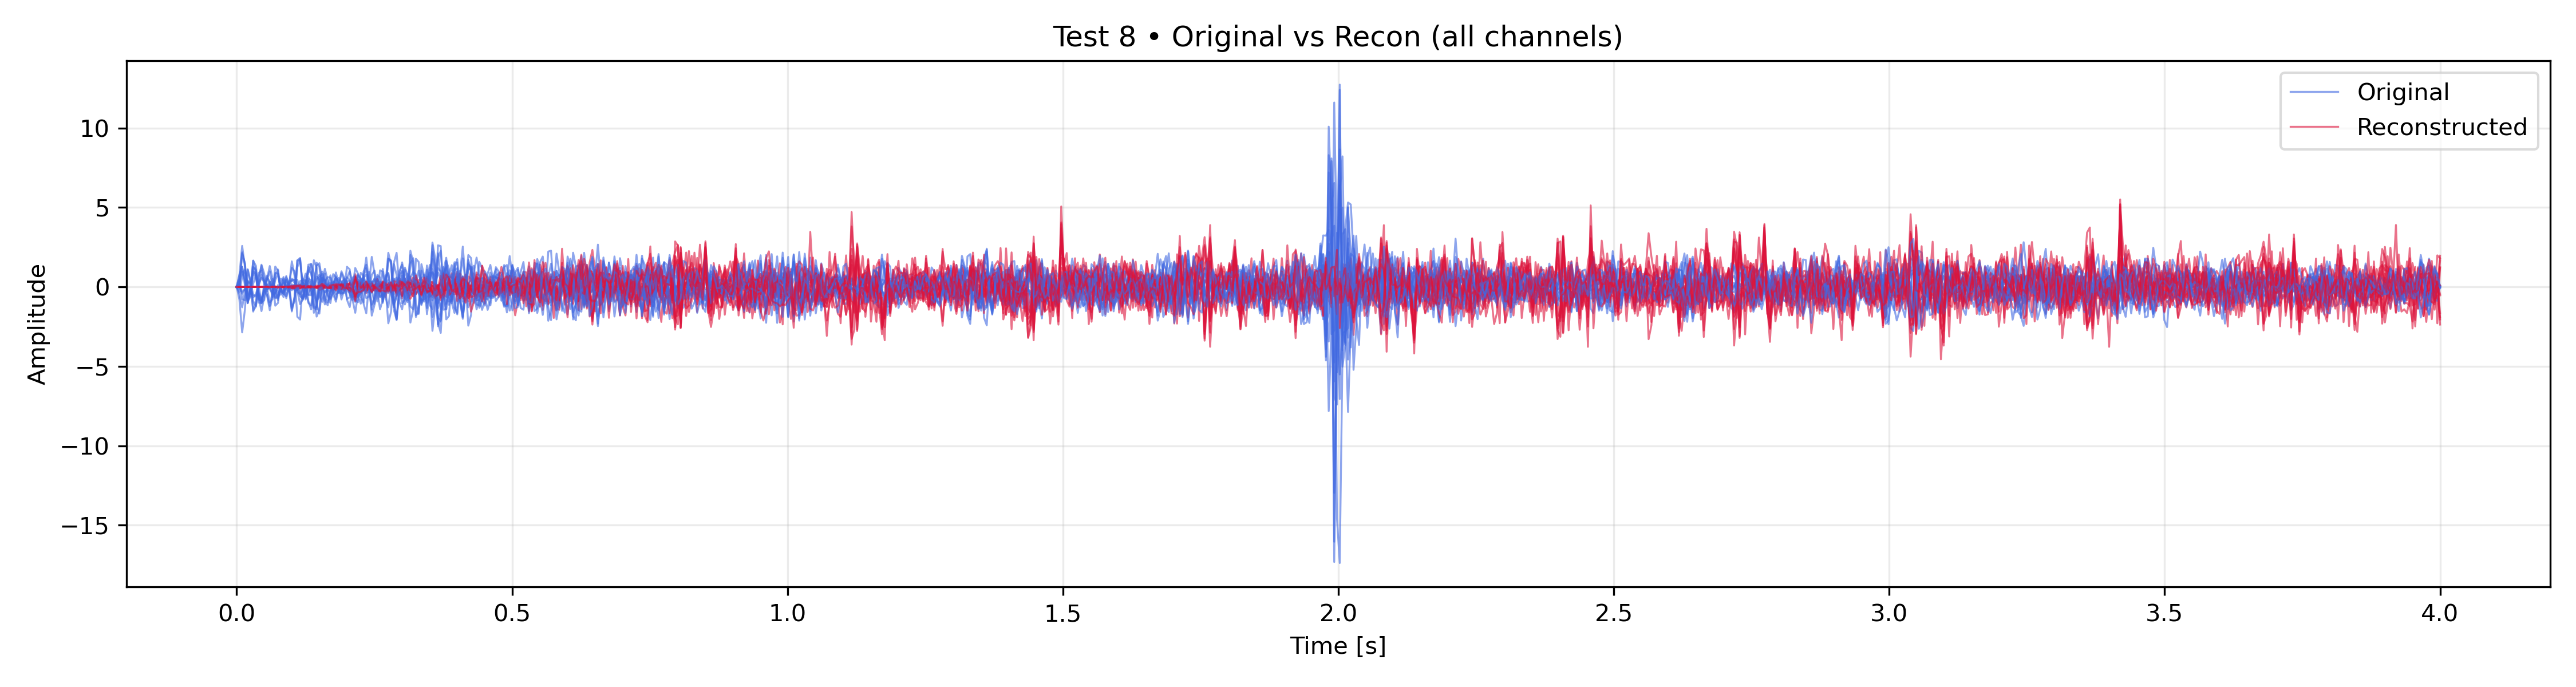 Test 8 • Original vs Recon (all channels)
Original
Reconstructed
Amplitude
10
5
0
−5
−10
−15
0.0 0.5 1.0 1.5 2.0 2.5 3.0 3.5 4.0
Time [s]